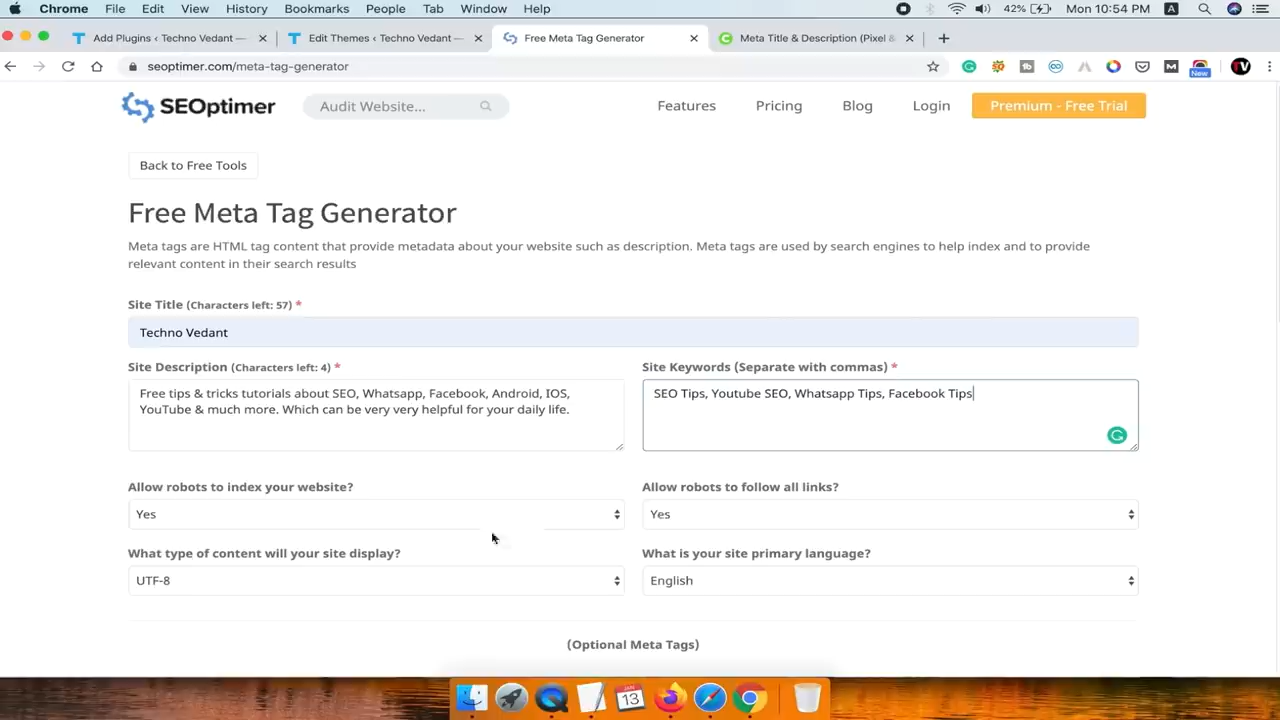 Chrome File Edit View History Bookmarks People Tab Window Help 42% Mon 10:54 PM A
Add Plugins ‹ Techno Vedant — Edit Themes ‹ Techno Vedant — Free Meta Tag Generator Meta Title & Description (Pixel &
seoptimer.com/meta-tag-generator
New
SEOptimer Audit Website... Features Pricing Blog Login Premium - Free Trial
Back to Free Tools
Free Meta Tag Generator
Meta tags are HTML tag content that provide metadata about your website such as description. Meta tags are used by search engines to help index and to provide
relevant content in their search results
Site Title (Characters left: 57) *
Techno Vedant
Site Description (Characters left: 4) * Site Keywords (Separate with commas) *
Free tips & tricks tutorials about SEO, Whatsapp, Facebook, Android, IOS, SEO Tips, Youtube SEO, Whatsapp Tips, Facebook Tips
YouTube & much more. Which can be very very helpful for your daily life.
Allow robots to index your website? Allow robots to follow all links?
Yes Yes
What type of content will your site display? What is your site primary language?
UTF-8 English
(Optional Meta Tags)
JAN
13